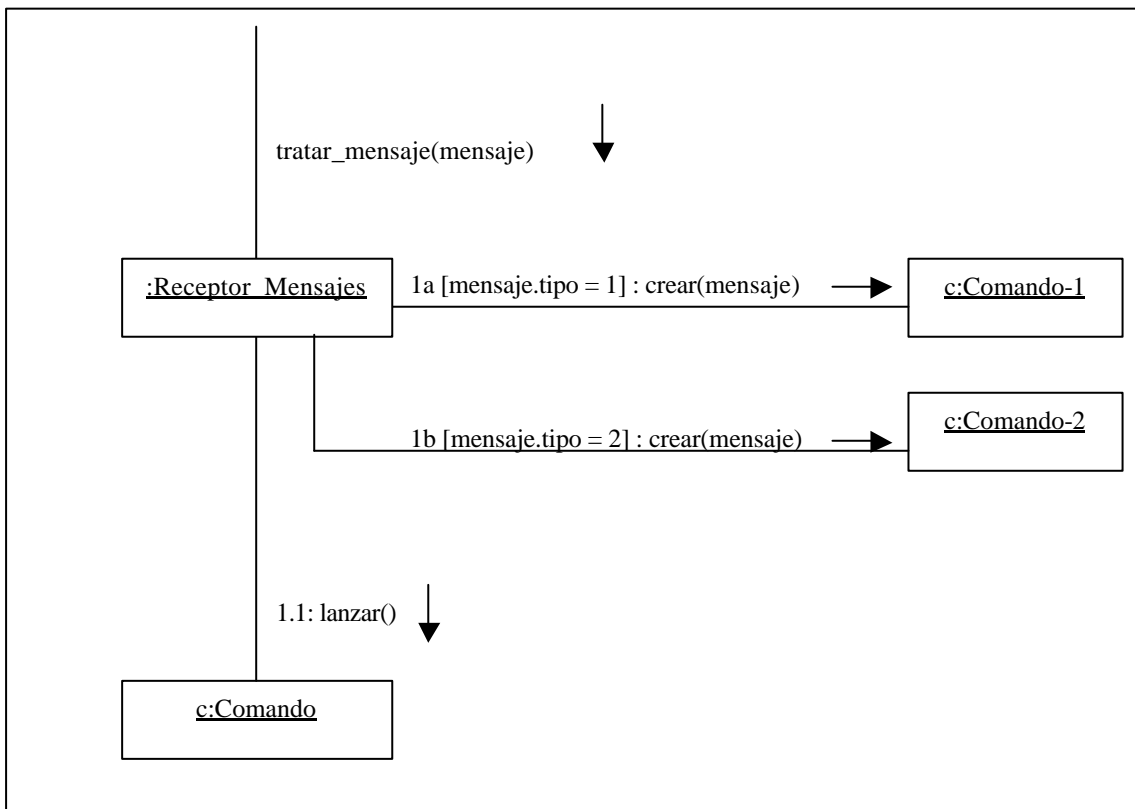 tratar_mensaje(mensaje)
:Receptor_Mensajes
1a [mensaje.tipo = 1] : crear(mensaje)
c:Comando-1
c:Comando-2
1b [mensaje.tipo = 2] : crear(mensaje)
1.1: lanzar()
c:Comando